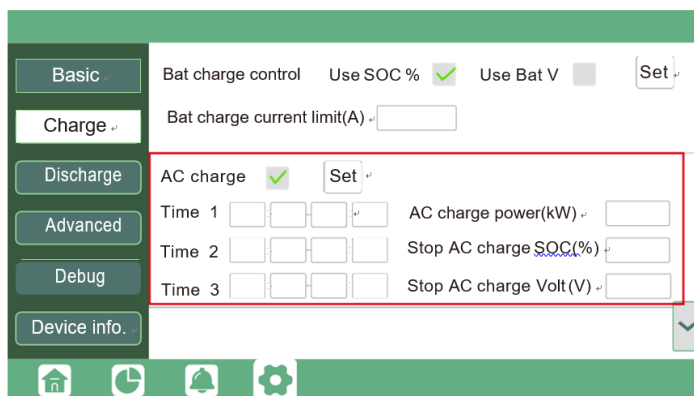 Basic
Charge
Discharge
Advanced
Debug
Device info.
Bat charge control Use SOC % Use Bat V Set
Bat charge current limit(A)
AC charge Set
Time 1 AC charge power(kW)
Time 2 Stop AC charge SOC(%)
Time 3 Stop AC charge Volt (V)